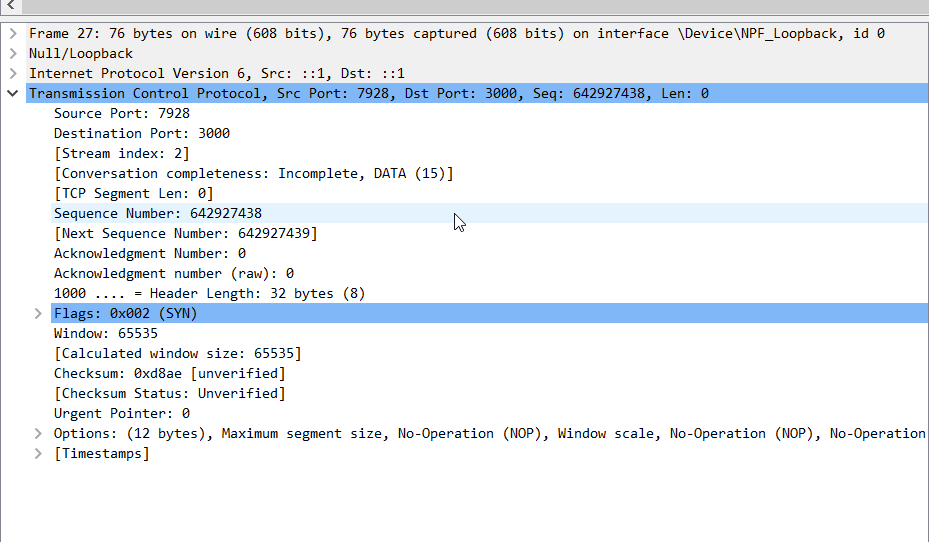 Frame 27: 76 bytes on wire (608 bits), 76 bytes captured (608 bits) on interface \Device\NPF_Loopback, id 0
Null/Loopback
Internet Protocol Version 6, Src: ::1, Dst: ::1
Transmission Control Protocol, Src Port: 7928, Dst Port: 3000, Seq: 642927438, Len: 0
Source Port: 7928
Destination Port: 3000
[Stream index: 2]
[Conversation completeness: Incomplete, DATA (15)]
[TCP Segment Len: 0]
Sequence Number: 642927438
[Next Sequence Number: 642927439]
Acknowledgment Number: 0
Acknowledgment number (raw): 0
1000 .... = Header Length: 32 bytes (8)
Flags: 0x002 (SYN)
Window: 65535
[Calculated window size: 65535]
Checksum: 0xd8ae [unverified]
[Checksum Status: Unverified]
Urgent Pointer: 0
Options: (12 bytes), Maximum segment size, No-Operation (NOP), Window scale, No-Operation (NOP), No-Operation
[Timestamps]